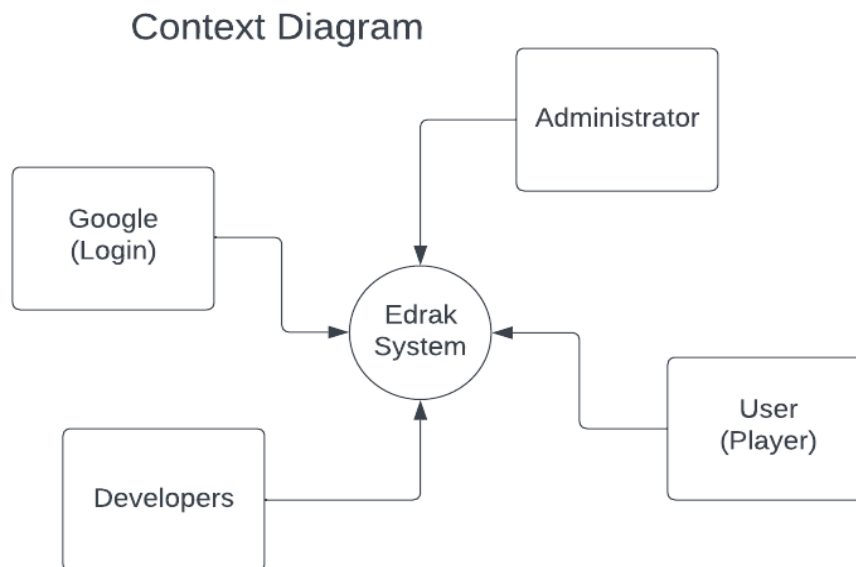 Context Diagram
Administrator
Google
(Login)
Edrak
System
User
(Player)
Developers